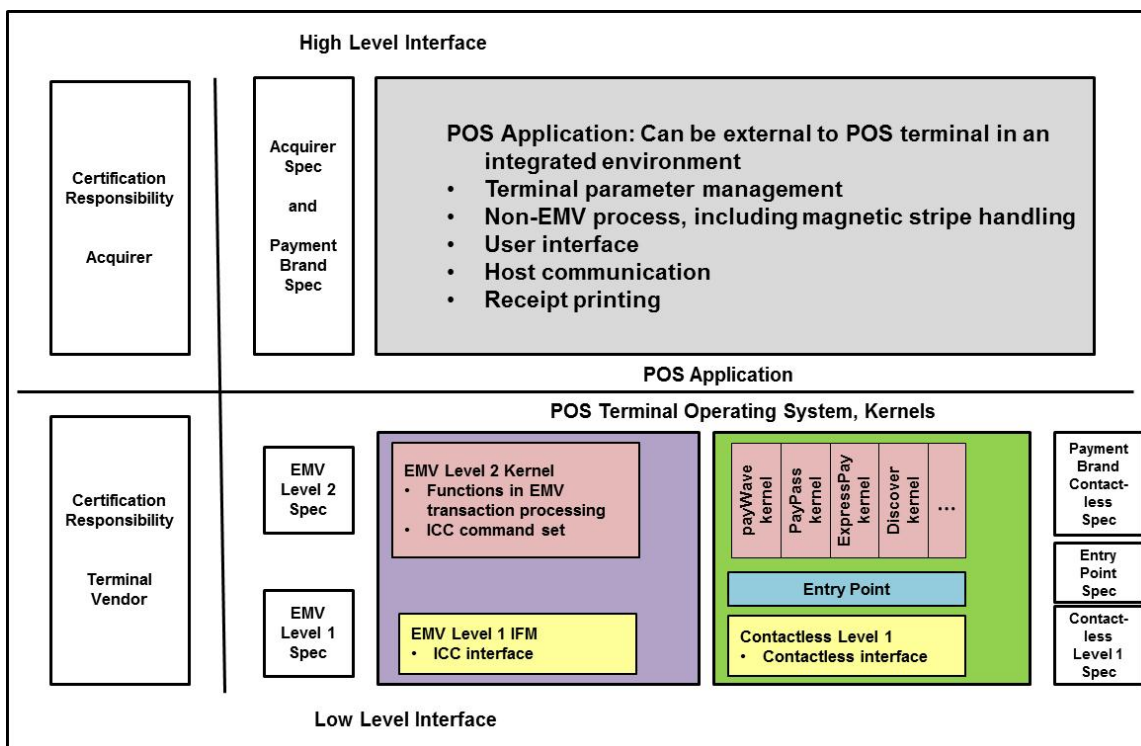 High Level Interface
Certification
Responsibility
Acquirer
Acquirer
Spec
and
Payment
Brand
Spec
POS Application: Can be external to POS terminal in an
integrated environment
• Terminal parameter management
• Non-EMV process, including magnetic stripe handling
• User interface
• Host communication
• Receipt printing
POS Application
POS Terminal Operating System, Kernels
Certification
Responsibility
Terminal
Vendor
EMV
Level 2
Spec
EMV
Level 1
Spec
EMV Level 2 Kernel
• Functions in EMV
transaction processing
• ICC command set
EMV Level 1 IFM
• ICC interface
payWave
kernel
PayPass
kernel
ExpressPay
kernel
Discover
kernel
...
Entry Point
Contactless Level 1
• Contactless interface
Payment
Brand
Contact-
less
Spec
Entry
Point
Spec
Contact-
less
Level 1
Spec
Low Level Interface